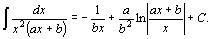 ∫ dx / x²(ax + b) = − 1/bx + a/b² ln |ax + b / x| + C.